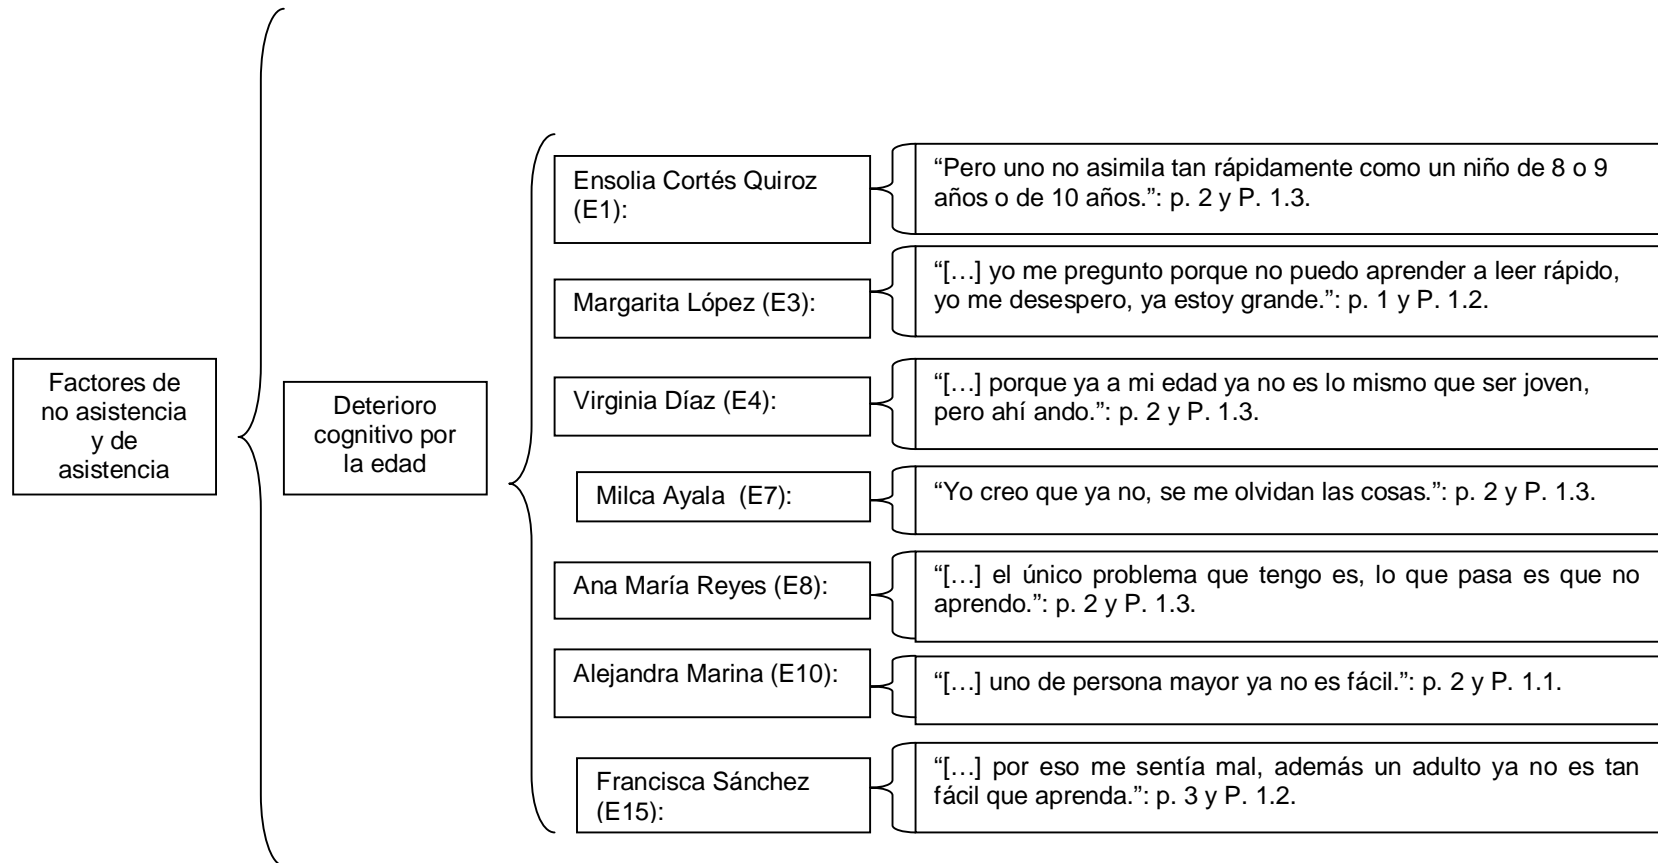 Factores de
no asistencia
y de
asistencia
Deterioro
cognitivo por
la edad
Ensolia Cortés Quiroz
(E1):
“Pero uno no asimila tan rápidamente como un niño de 8 o 9
años o de 10 años.”: p. 2 y P. 1.3.
Margarita López (E3):
“[…] yo me pregunto porque no puedo aprender a leer rápido,
yo me desespero, ya estoy grande.”: p. 1 y P. 1.2.
Virginia Díaz (E4):
“[…] porque ya a mi edad ya no es lo mismo que ser joven,
pero ahí ando.”: p. 2 y P. 1.3.
Milca Ayala  (E7):
“Yo creo que ya no, se me olvidan las cosas.”: p. 2 y P. 1.3.
Ana María Reyes (E8):
“[…] el único problema que tengo es, lo que pasa es que no
aprendo.”: p. 2 y P. 1.3.
Alejandra Marina (E10):
“[…] uno de persona mayor ya no es fácil.”: p. 2 y P. 1.1.
Francisca Sánchez
(E15):
“[…] por eso me sentía mal, además un adulto ya no es tan
fácil que aprenda.”: p. 3 y P. 1.2.